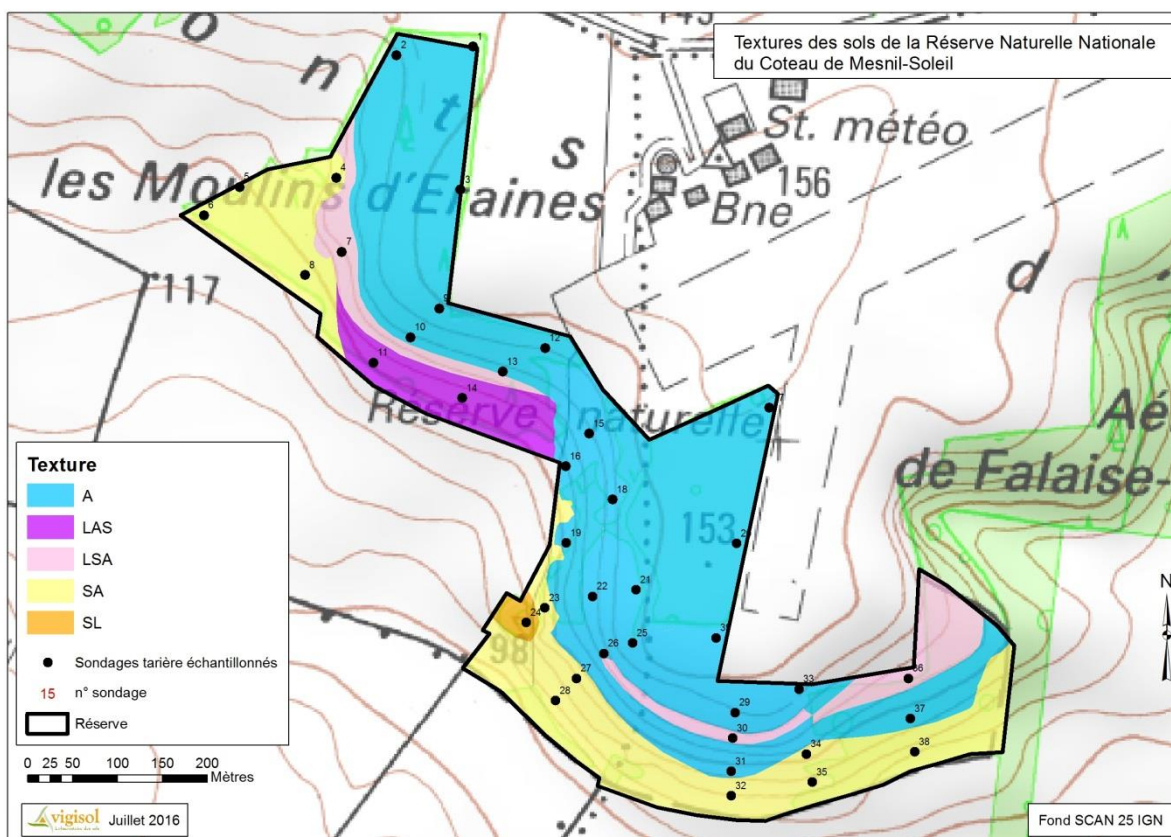 Textures des sols de la Réserve Naturelle Nationale
du Coteau de Mesnil-Soleil
o n t s
145
St. météo
156
Bne
les Moulins d'Eraines
117
d
Réserve naturelle
153
Aé
de Falaise-
98
1
2
3
4
5
6
7
8
9
10
11
12
13
14
15
16
18
19
21
22
23
24
25
26
27
28
29
30
31
32
33
34
35
36
37
38
Texture
A
LAS
LSA
SA
SL
Sondages tarière échantillonnés
15 n° sondage
Réserve
0 25 50 100 150 200
Mètres
N
vigisol Juillet 2016
Fond SCAN 25 IGN